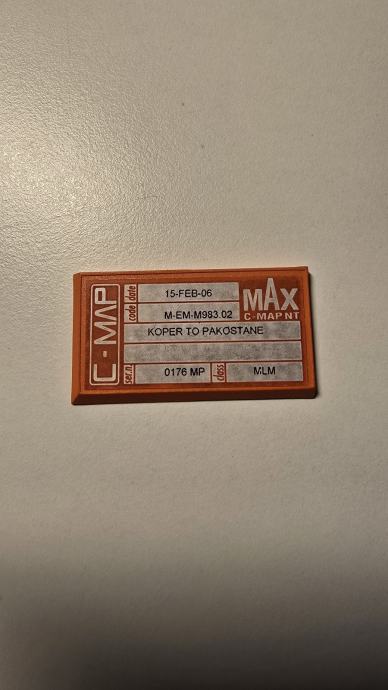 C-MAP
date 15-FEB-06
code M-EM-M983.02
MAX
C-MAP NT
KOPER TO PAKOSTANE
ser.n. 0176 MP
class MLM